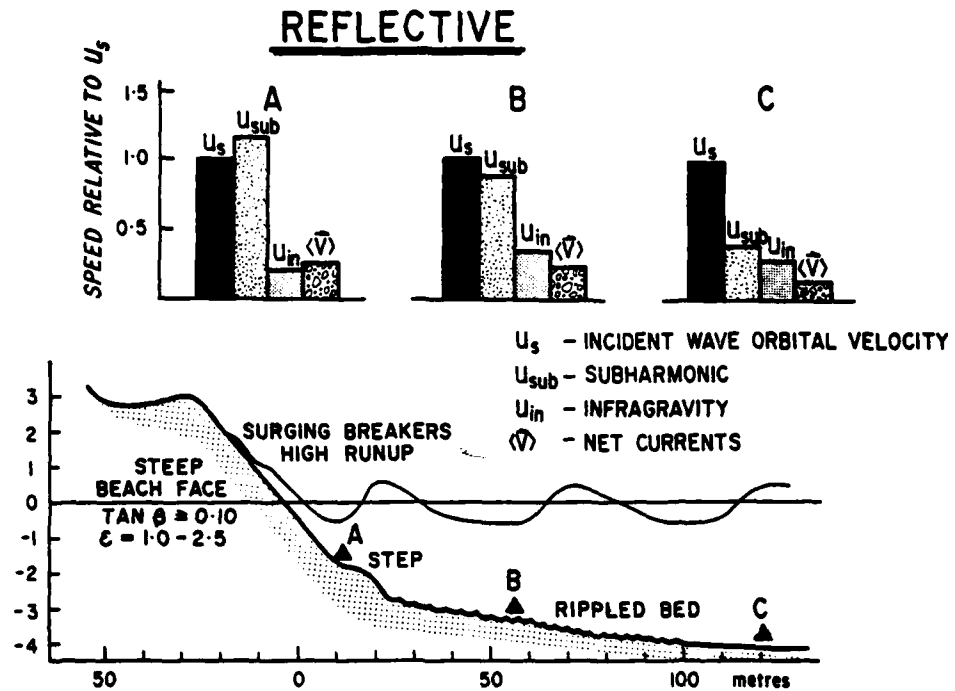 REFLECTIVE
SPEED RELATIVE TO us
1·5
1·0
0·5
A
us
usub
uin
⟨V̄⟩
B
us
usub
uin
⟨V̄⟩
C
us
usub
uin
⟨V̄⟩
us – INCIDENT WAVE ORBITAL VELOCITY
usub – SUBHARMONIC
uin – INFRAGRAVITY
⟨V̄⟩ – NET CURRENTS
3
2
1
0
-1
-2
-3
-4
SURGING BREAKERS
HIGH RUNUP
STEEP
BEACH FACE
TAN β ≅ 0·10
ε = 1·0 – 2·5
A
STEP
B
RIPPLED BED
C
50
0
50
100
metres